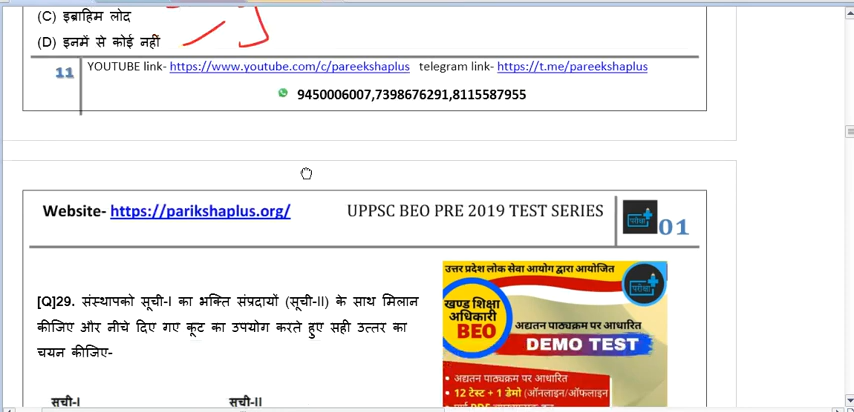 (C) इब्राहिम लोद
(D) इनमें से कोई नहीं
11
YOUTUBE link- https://www.youtube.com/c/pareekshaplus telegram link- https://t.me/pareekshaplus
9450006007,7398676291,8115587955
Website- https://parikshaplus.org/
UPPSC BEO PRE 2019 TEST SERIES
परीक्षा
01
[Q]29. संस्थापको सूची-I का भक्ति संप्रदायों (सूची-II) के साथ मिलान
कीजिए और नीचे दिए गए कूट का उपयोग करते हुए सही उत्तर का
चयन कीजिए-
सूची-I सूची-II
उत्तर प्रदेश लोक सेवा आयोग द्वारा आयोजित
परीक्षा
खण्ड शिक्षा
अधिकारी
BEO
अद्यतन पाठ्यक्रम पर आधारित
DEMO TEST
• अद्यतन पाठ्यक्रम पर आधारित
• 12 टेस्ट + 1 डेमो (ऑनलाइन/ऑफलाइन